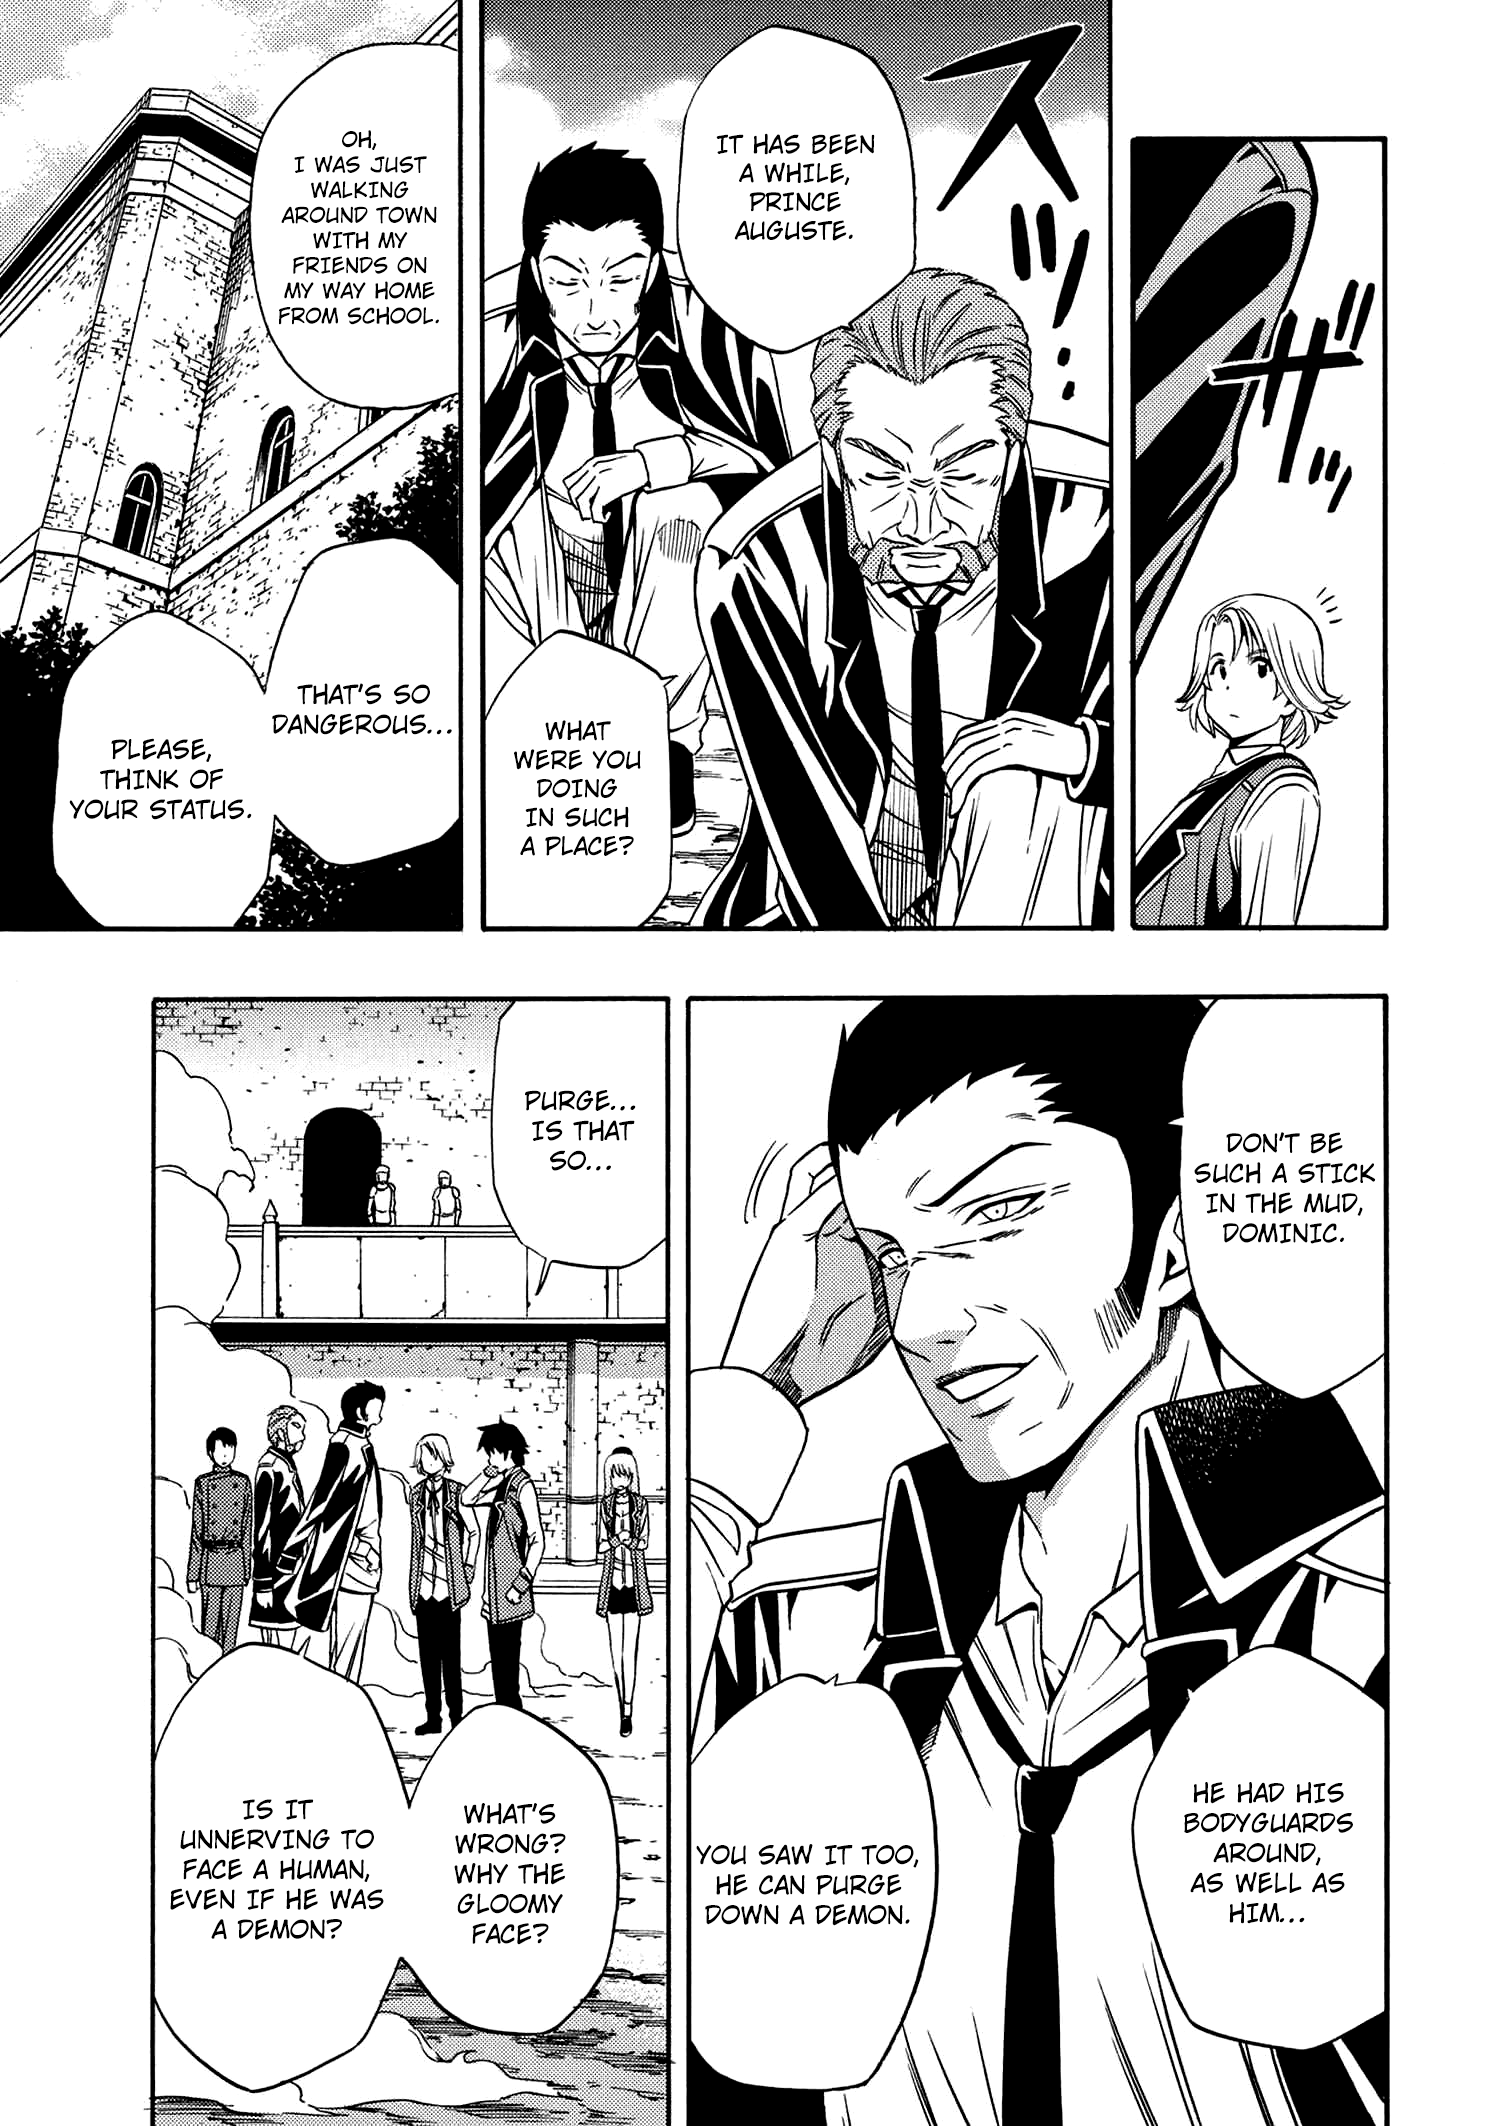 ザザッ
スッ…
IT HAS BEEN
A WHILE,
PRINCE
AUGUSTE.
WHAT
WERE YOU
DOING
IN SUCH
A PLACE?
OH,
I WAS JUST
WALKING
AROUND TOWN
WITH MY
FRIENDS ON
MY WAY HOME
FROM SCHOOL.
THAT'S SO
DANGEROUS...
PLEASE,
THINK OF
YOUR STATUS.
DON'T BE
SUCH A STICK
IN THE MUD,
DOMINIC.
HE HAD HIS
BODYGUARDS
AROUND,
AS WELL AS
HIM...
YOU SAW IT TOO,
HE CAN PURGE
DOWN A DEMON.
PURGE...
IS THAT
SO...
WHAT'S
WRONG?
WHY THE
GLOOMY
FACE?
IS IT
UNNERVING TO
FACE A HUMAN,
EVEN IF HE WAS
A DEMON?